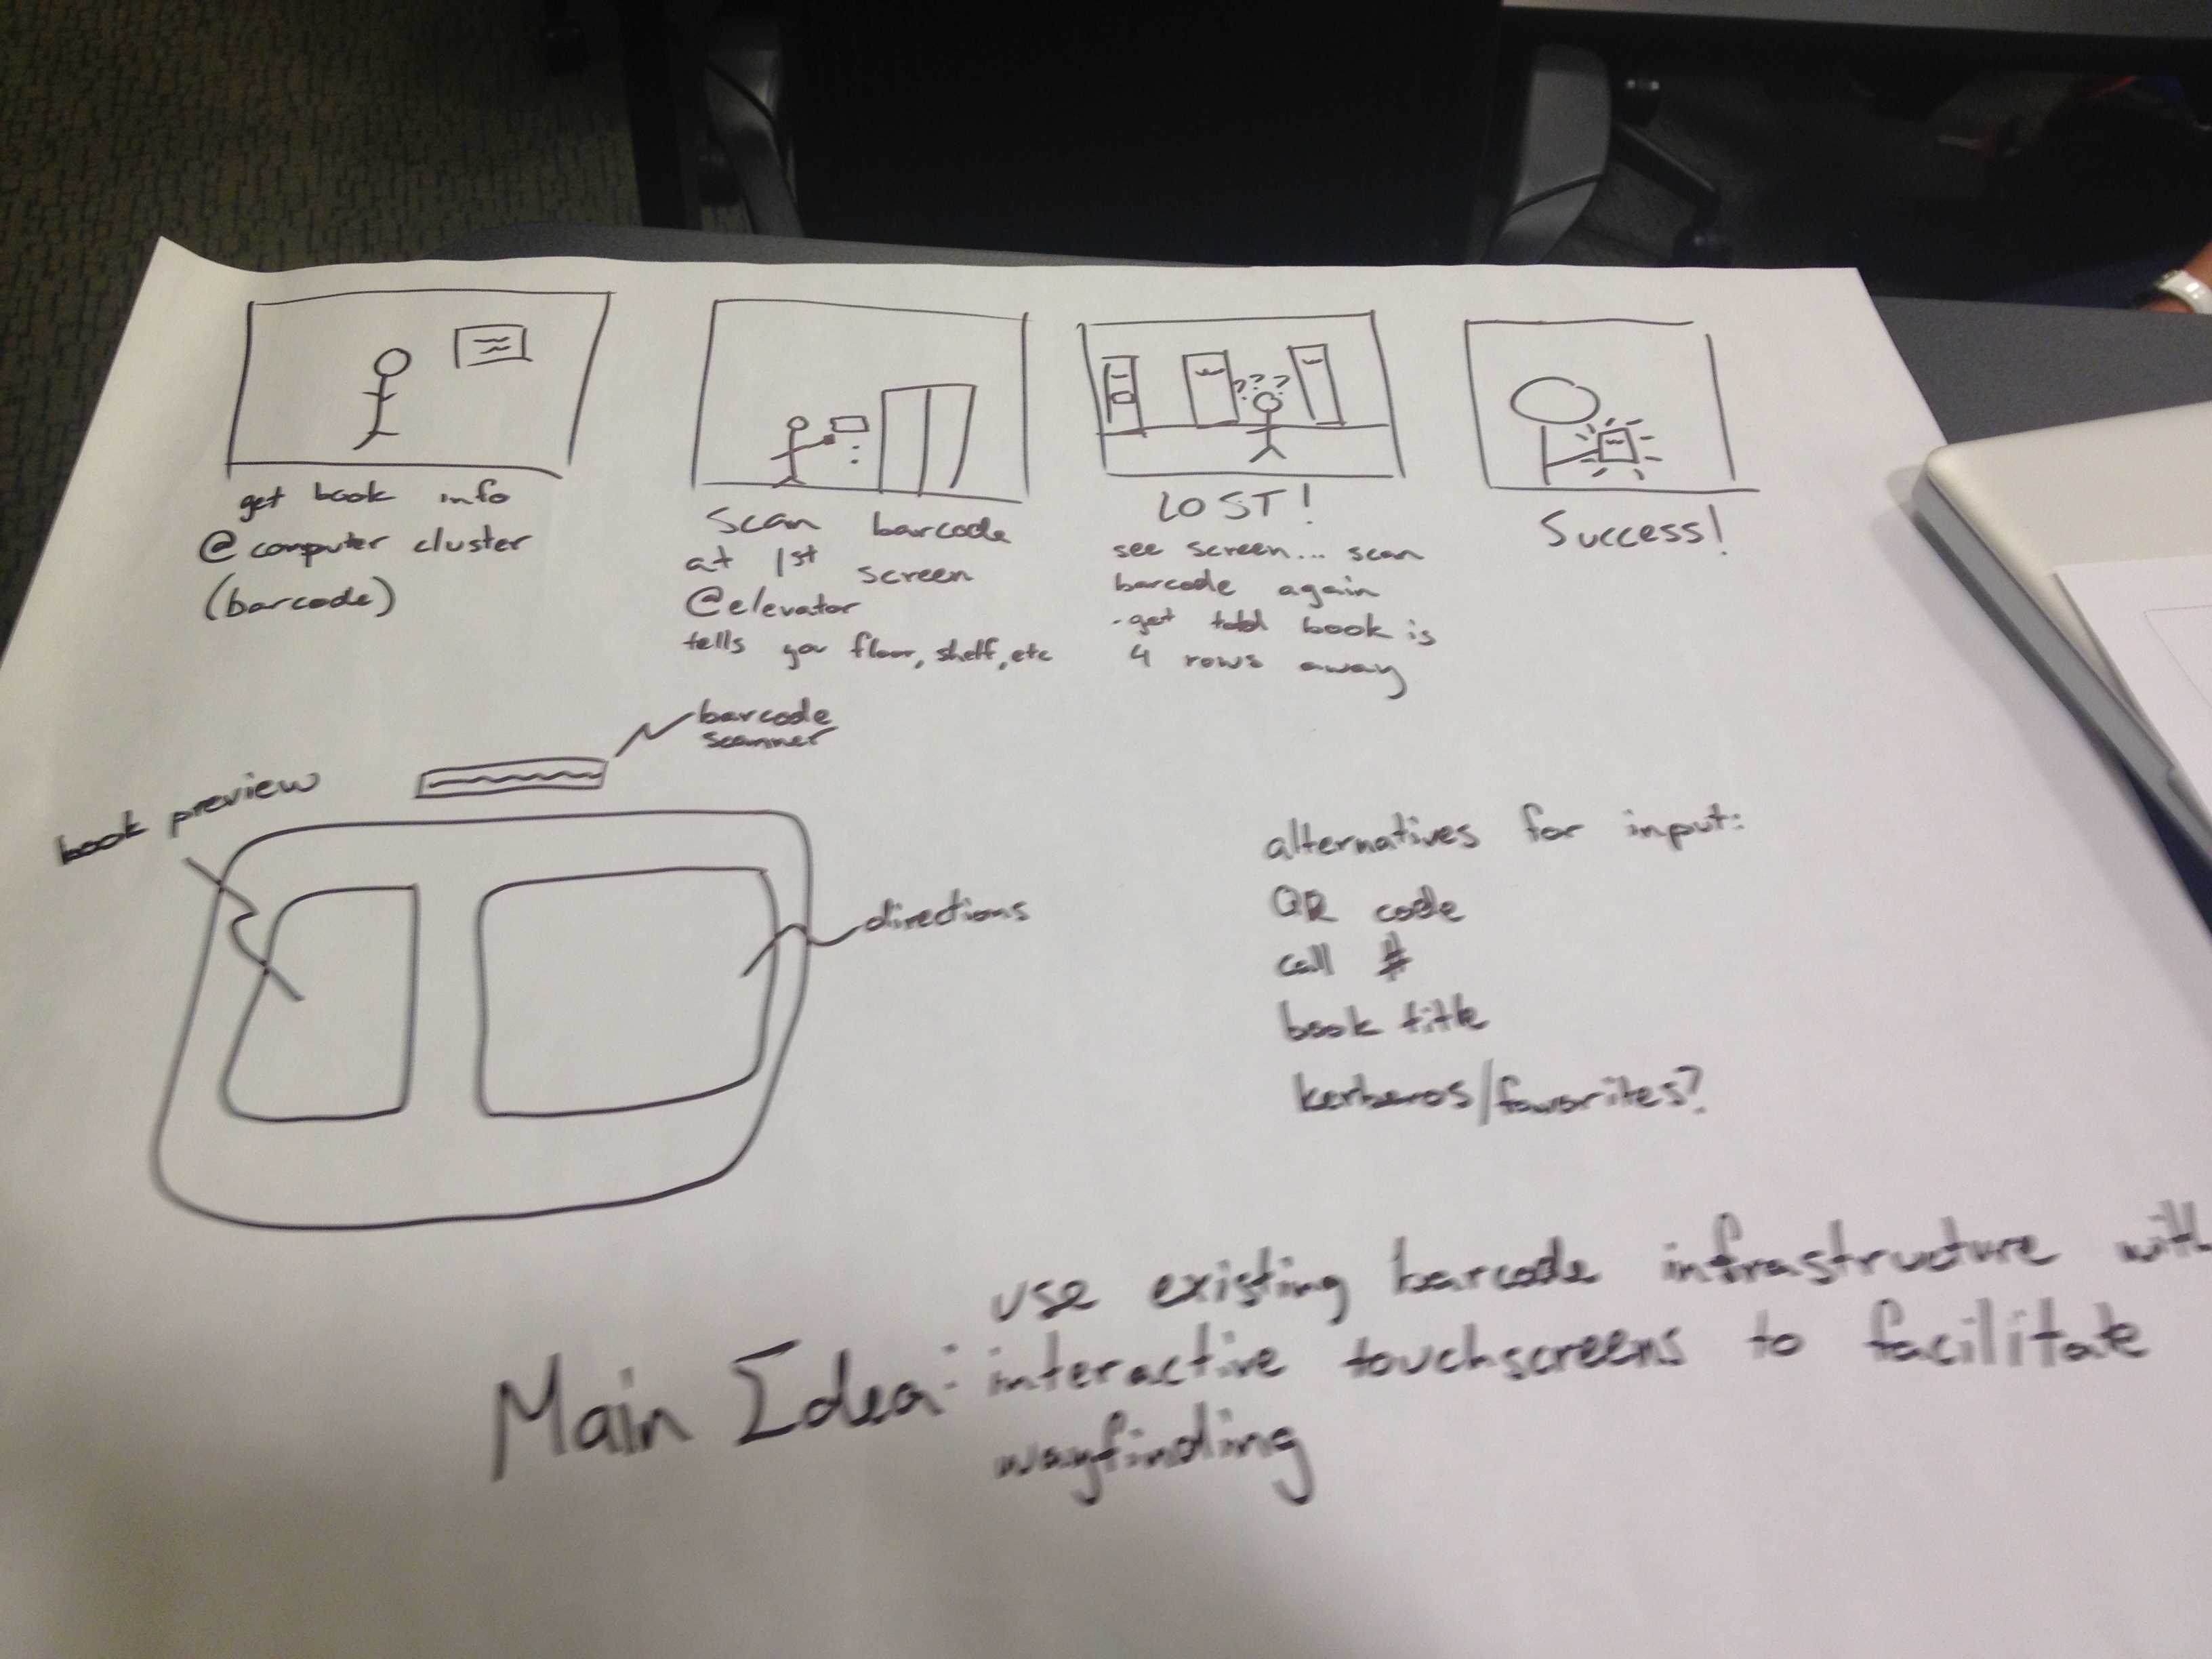 get book info
@ computer cluster
(barcode)
Scan barcode
at 1st screen
@elevator
tells you floor, shelf, etc
???
LOST!
see screen... scan
barcode again
- get told book is
4 rows away
Success!
barcode
scanner
book preview
directions
alternatives for input:
QR code
call #
book title
kerberos/favorites?
Main Idea: use existing barcode infrastructure with
interactive touchscreens to facilitate
wayfinding